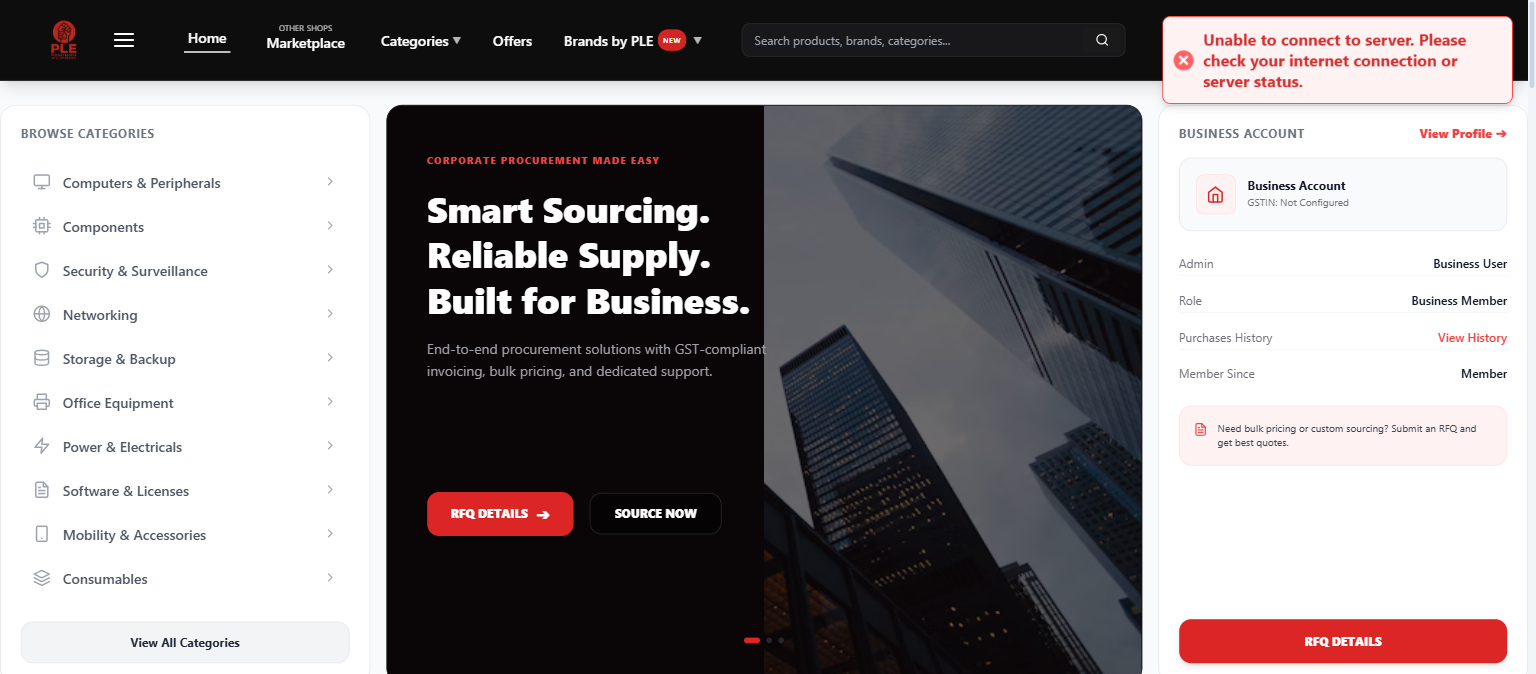 PLE
Home
OTHER SHOPS
Marketplace
Categories
Offers
Brands by PLE NEW
Search products, brands, categories...
Unable to connect to server. Please
check your internet connection or
server status.
BROWSE CATEGORIES
Computers & Peripherals
Components
Security & Surveillance
Networking
Storage & Backup
Office Equipment
Power & Electricals
Software & Licenses
Mobility & Accessories
Consumables
View All Categories
CORPORATE PROCUREMENT MADE EASY
Smart Sourcing.
Reliable Supply.
Built for Business.
End-to-end procurement solutions with GST-compliant
invoicing, bulk pricing, and dedicated support.
RFQ DETAILS
SOURCE NOW
BUSINESS ACCOUNT
View Profile
Business Account
GSTIN: Not Configured
Admin Business User
Role Business Member
Purchases History View History
Member Since Member
Need bulk pricing or custom sourcing? Submit an RFQ and
get best quotes.
RFQ DETAILS